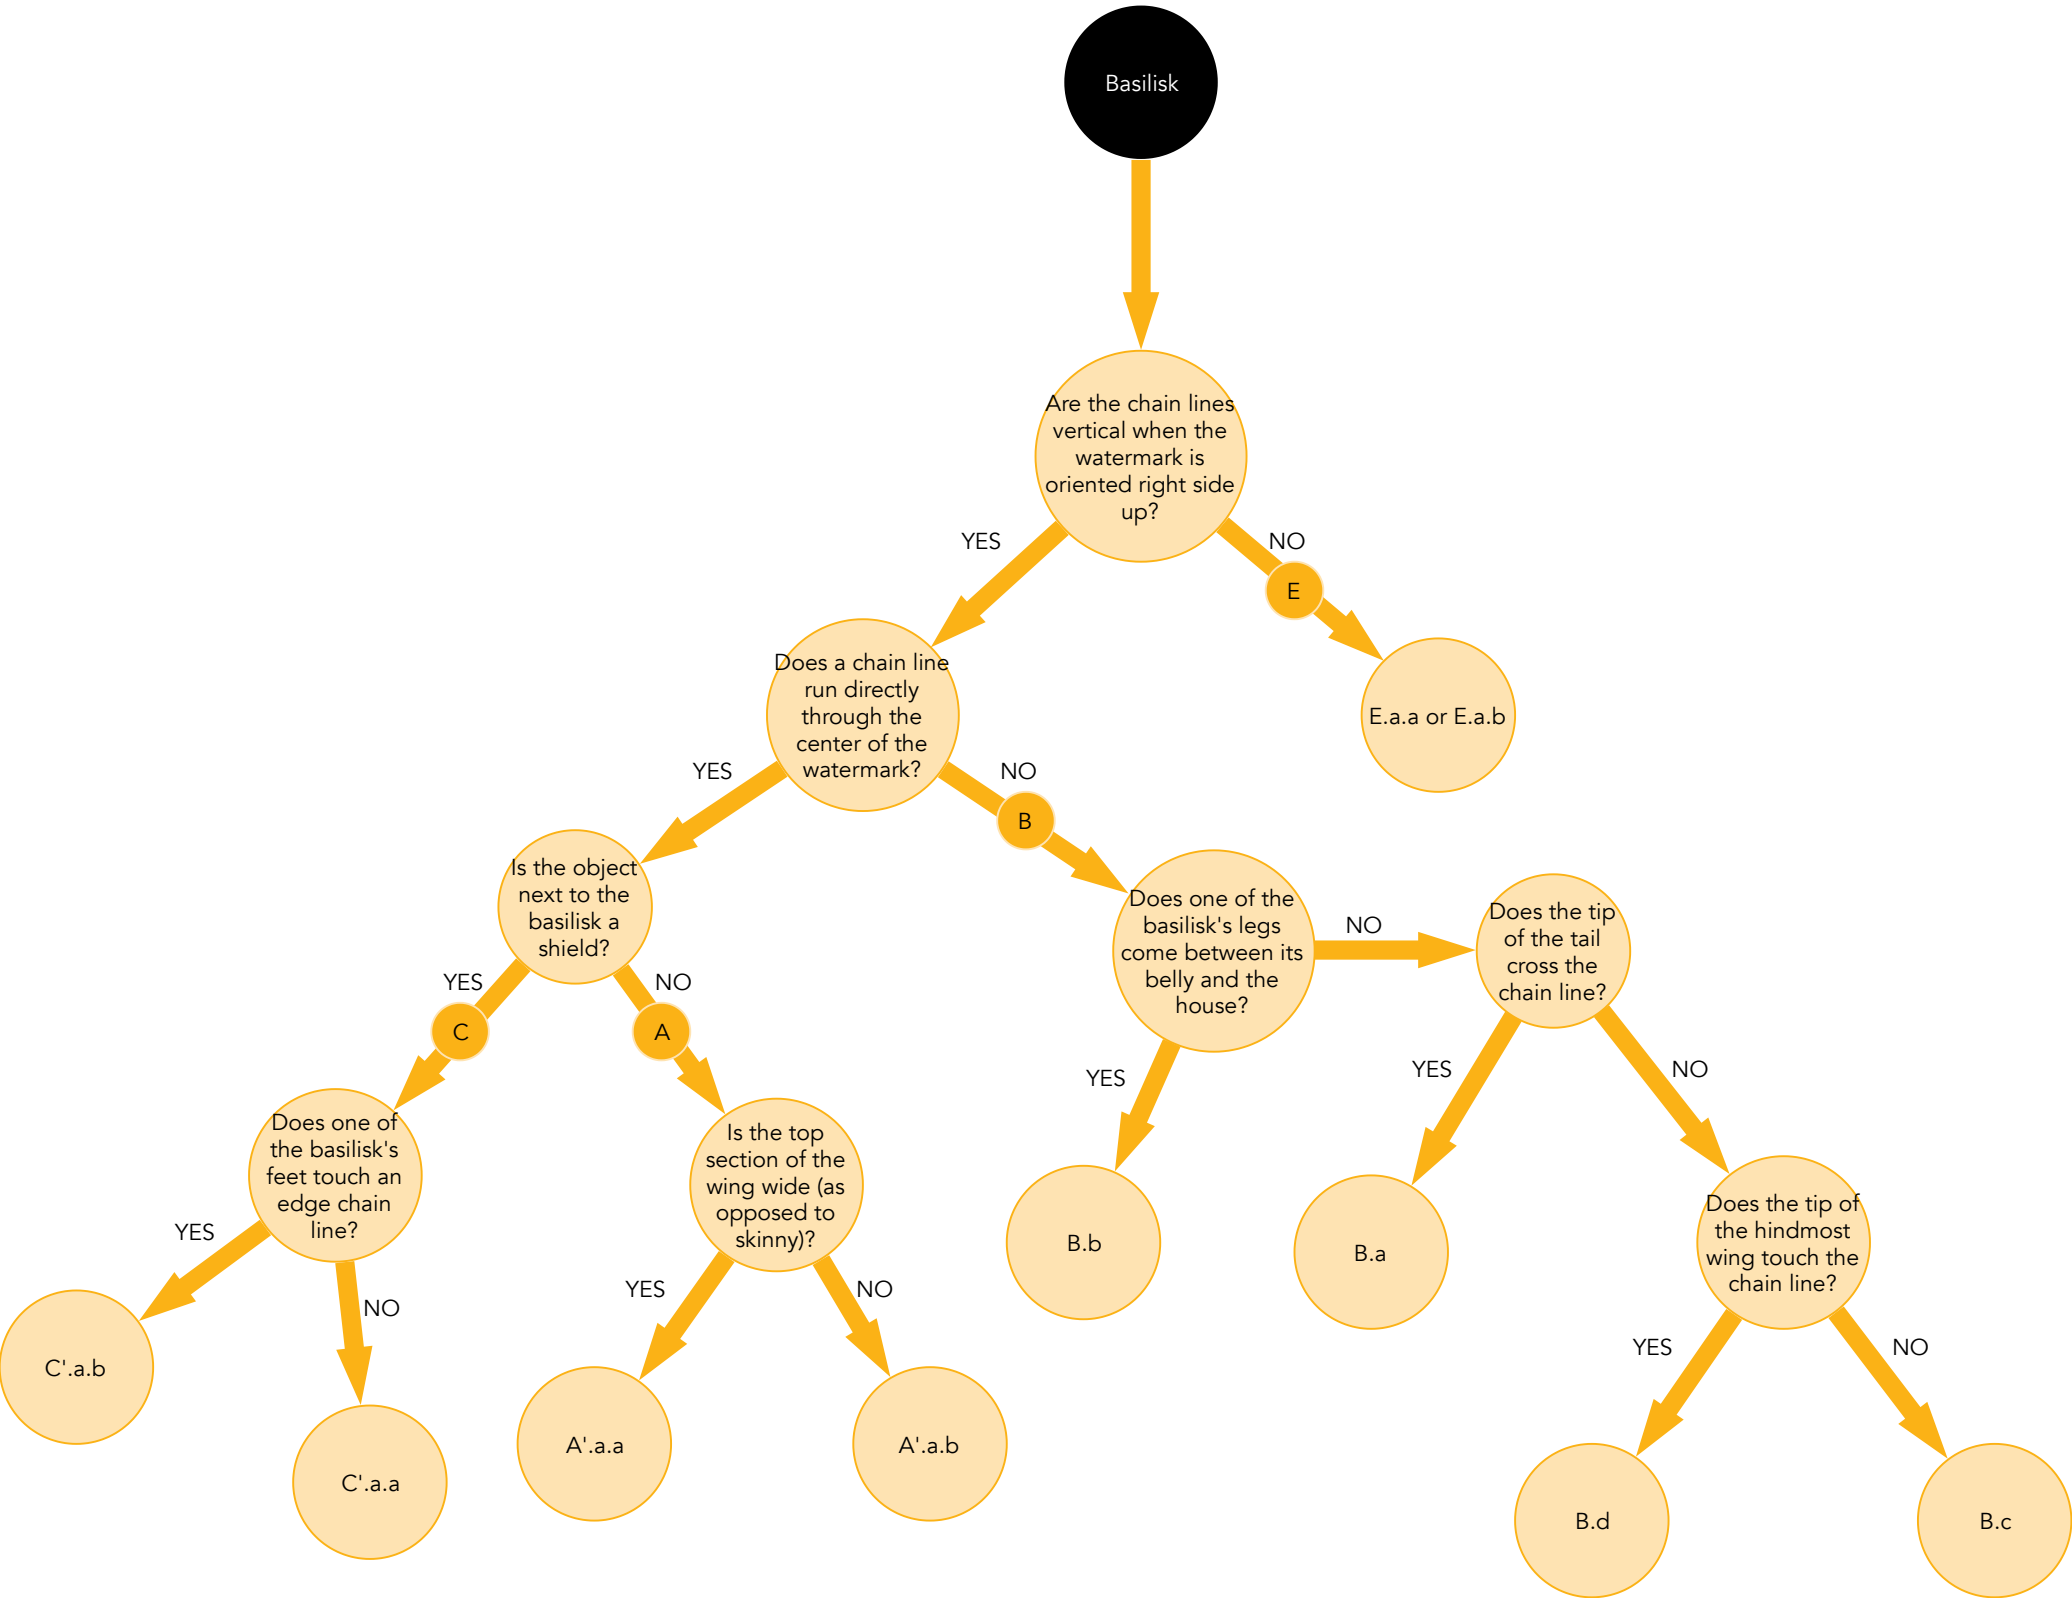 Basilisk
Are the chain lines
vertical when the
watermark is
oriented right side
up?
YES
NO
E
Does a chain line
run directly
through the
center of the
watermark?
E.a.a or E.a.b
YES
NO
B
Is the object
next to the
basilisk a
shield?
Does one of the
basilisk's legs
come between its
belly and the
house?
NO
Does the tip
of the tail
cross the
chain line?
YES
NO
C
A
YES
YES
NO
Does one of
the basilisk's
feet touch an
edge chain
line?
Is the top
section of the
wing wide (as
opposed to
skinny)?
B.b
B.a
Does the tip of
the hindmost
wing touch the
chain line?
YES
NO
YES
NO
YES
NO
C'.a.b
C'.a.a
A'.a.a
A'.a.b
B.d
B.c